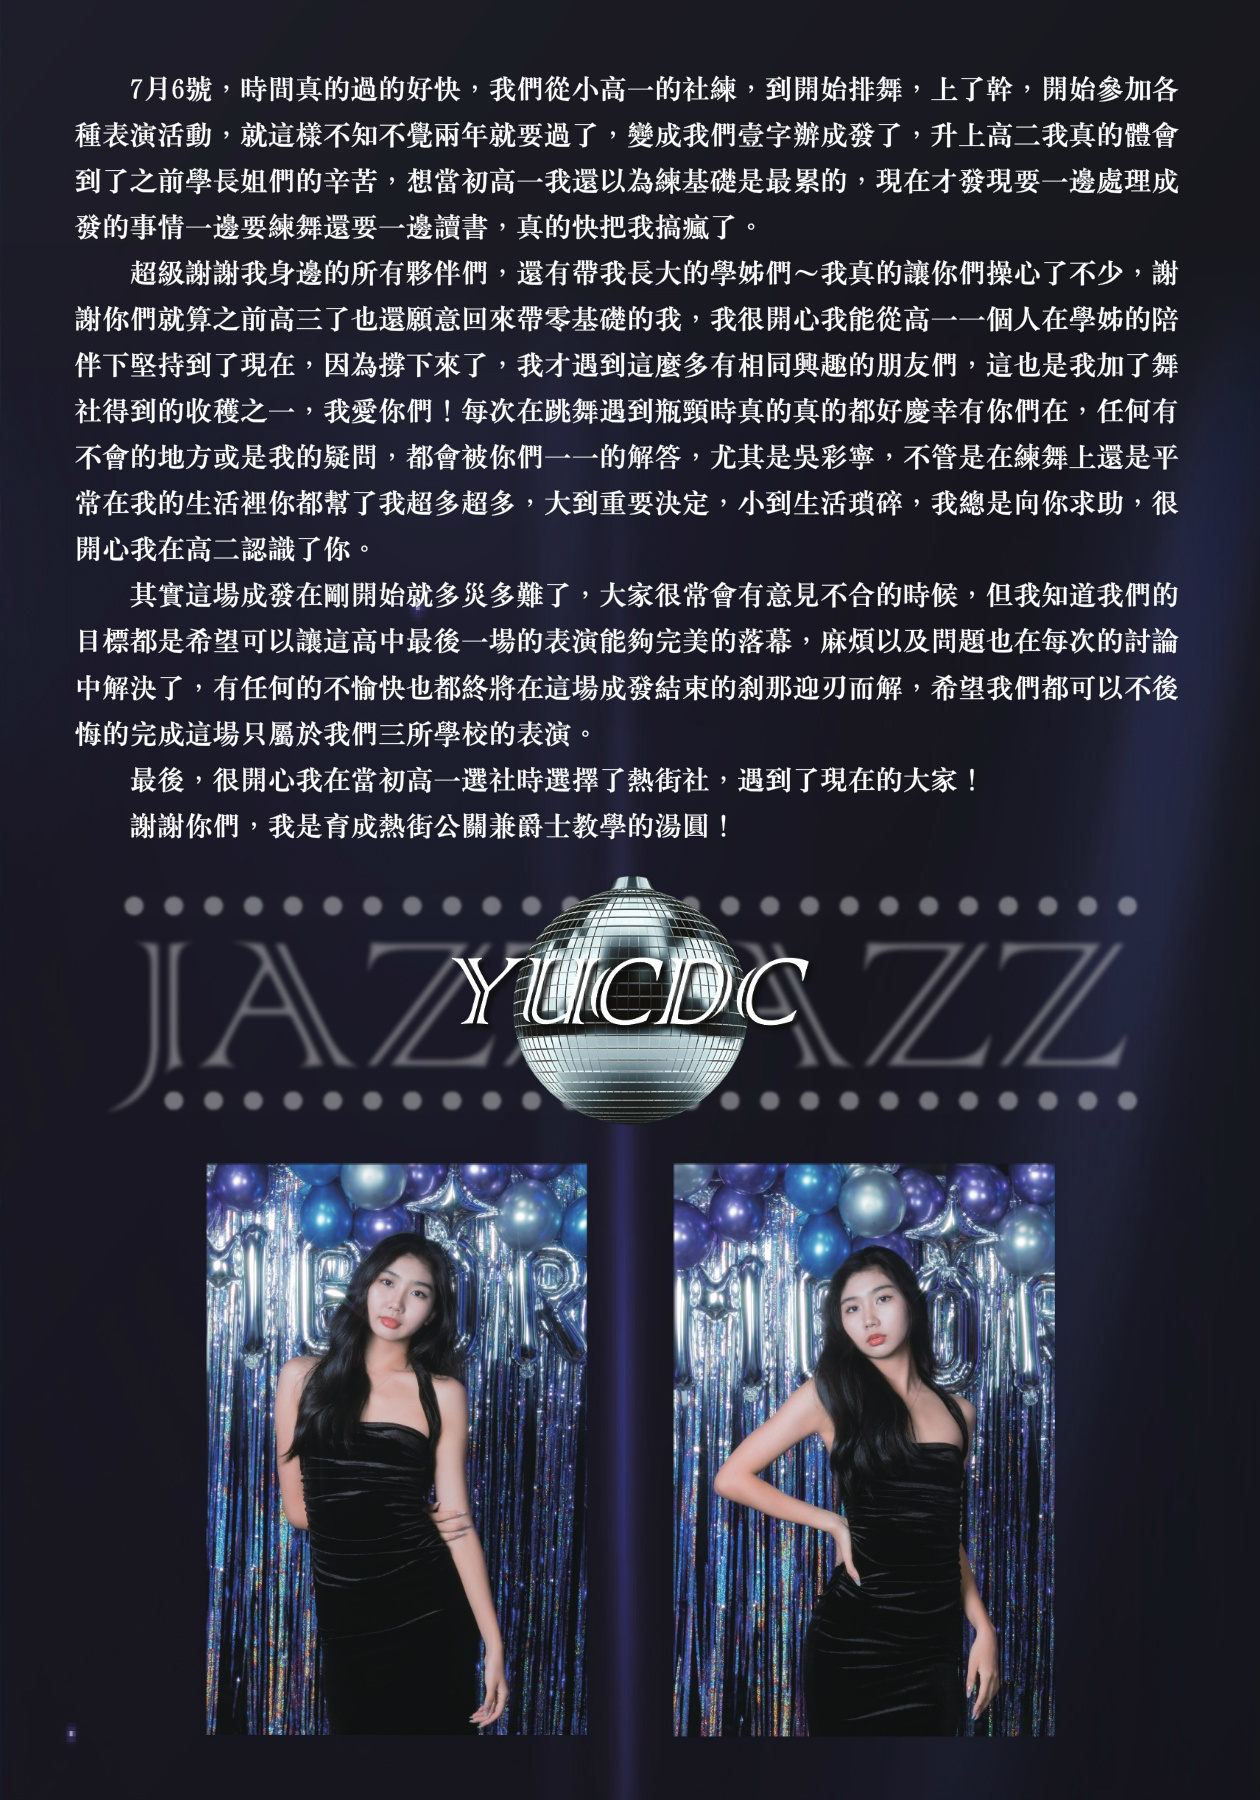 7月6號，時間真的過的好快，我們從小高一的社練，到開始排舞，上了幹，開始參加各
種表演活動，就這樣不知不覺兩年就要過了，變成我們壹字辦成發了，升上高二我真的體會
到了之前學長姐們的辛苦，想當初高一我還以為練基礎是最累的，現在才發現要一邊處理成
發的事情一邊要練舞還要一邊讀書，真的快把我搞瘋了。
超級謝謝我身邊的所有夥伴們，還有帶我長大的學姊們～我真的讓你們操心了不少，謝
謝你們就算之前高三了也還願意回來帶零基礎的我，我很開心我能從高一一個人在學姊的陪
伴下堅持到了現在，因為撐下來了，我才遇到這麼多有相同興趣的朋友們，這也是我加了舞
社得到的收穫之一，我愛你們！每次在跳舞遇到瓶頸時真的真的都好慶幸有你們在，任何有
不會的地方或是我的疑問，都會被你們一一的解答，尤其是吳彩寧，不管是在練舞上還是平
常在我的生活裡你都幫了我超多超多，大到重要決定，小到生活瑣碎，我總是向你求助，很
開心我在高二認識了你。
其實這場成發在剛開始就多災多難了，大家很常會有意見不合的時候，但我知道我們的
目標都是希望可以讓這高中最後一場的表演能夠完美的落幕，麻煩以及問題也在每次的討論
中解決了，有任何的不愉快也都終將在這場成發結束的剎那迎刃而解，希望我們都可以不後
悔的完成這場只屬於我們三所學校的表演。
最後，很開心我在當初高一選社時選擇了熱街社，遇到了現在的大家！
謝謝你們，我是育成熱街公關兼爵士教學的湯圓！
JAZZ JAZZ
YUCDC